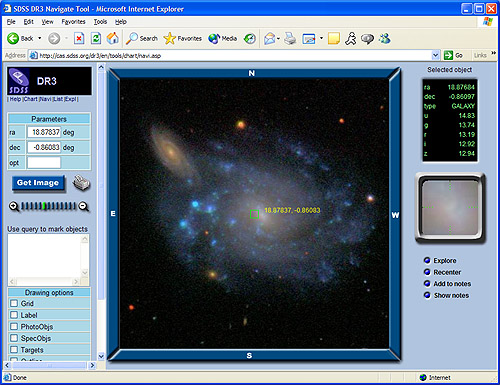 SDSS DR3 Navigate Tool - Microsoft Internet Explorer
File Edit View Favorites Tools Help
Back Search Favorites Media
Address http://cas.sdss.org/dr3/en/tools/chart/navi.asp Go Links
SDSS DR3
| Help |Chart |Navi |List |Expl |
Parameters
ra 18.87837 deg
dec -0.86083 deg
opt
Get Image
Use query to mark objects
Drawing options
Grid
Label
PhotoObjs
SpecObjs
Targets
Outline
N
E
W
S
18.87837, -0.86083
Selected object
ra 18.87684
dec -0.86097
type GALAXY
u 14.83
g 13.74
r 13.19
i 12.92
z 12.94
Explore
Recenter
Add to notes
Show notes
Done Internet